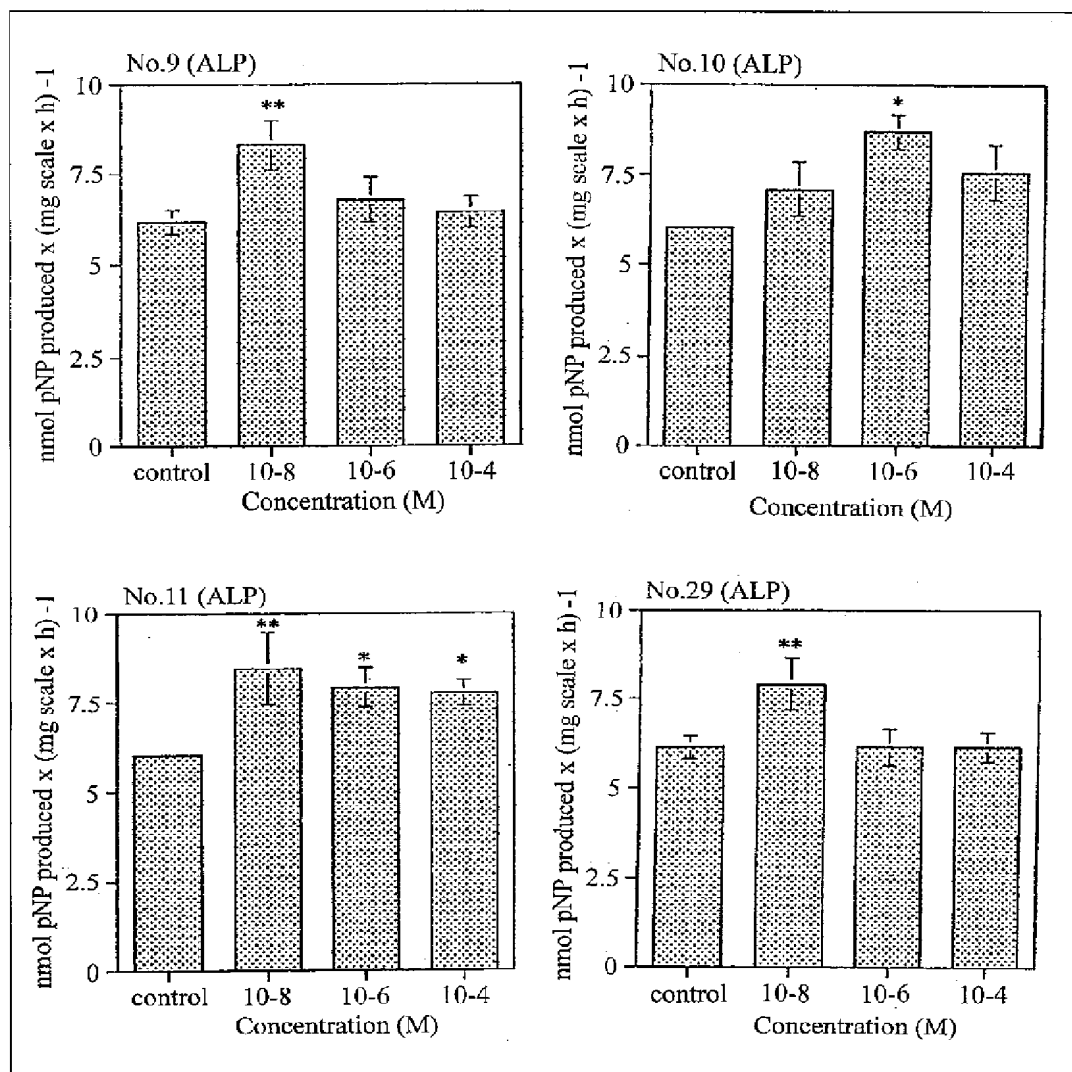 No.9 (ALP)
nmol pNP produced x (mg scale x h) -1
10
7.5
5
2.5
0
**
control 10-8 10-6 10-4
Concentration (M)
No.10 (ALP)
nmol pNP produced x (mg scale x h) -1
10
7.5
5
2.5
0
*
control 10-8 10-6 10-4
Concentration (M)
No.11 (ALP)
nmol pNP produced x (mg scale x h) -1
10
7.5
5
2.5
0
** * *
control 10-8 10-6 10-4
Concentration (M)
No.29 (ALP)
nmol pNP produced x (mg scale x h) -1
10
7.5
5
2.5
0
**
control 10-8 10-6 10-4
Concentration (M)